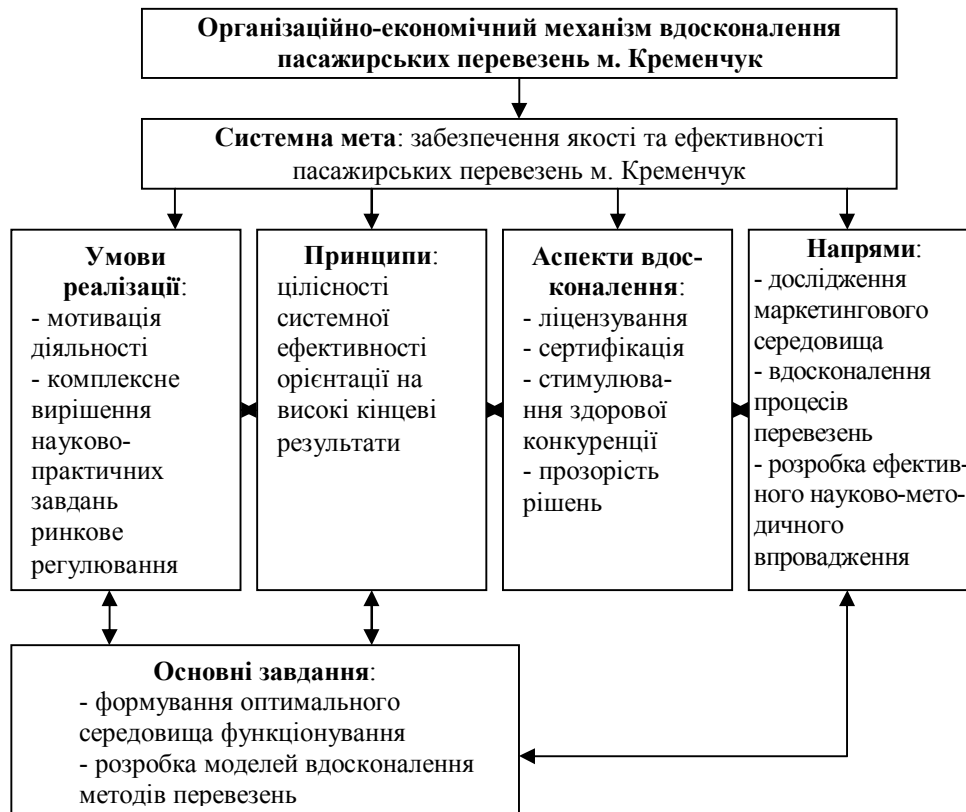 Організаційно-економічний механізм вдосконалення
пасажирських перевезень м. Кременчук
Системна мета: забезпечення якості та ефективності
пасажирських перевезень м. Кременчук
Умови
реалізації:
- мотивація
діяльності
- комплексне
вирішення
науково-
практичних
завдань
ринкове
регулювання
Принципи:
цілісності
системної
ефективності
орієнтації на
високі кінцеві
результати
Аспекти вдос-
коналення:
- ліцензування
- сертифікація
- стимулюва-
ння здорової
конкуренції
- прозорість
рішень
Напрями:
- дослідження
маркетингового
середовища
- вдосконалення
процесів
перевезень
- розробка ефектив-
ного науково-мето-
дичного
впровадження
Основні завдання:
- формування оптимального
середовища функціонування
- розробка моделей вдосконалення
методів перевезень